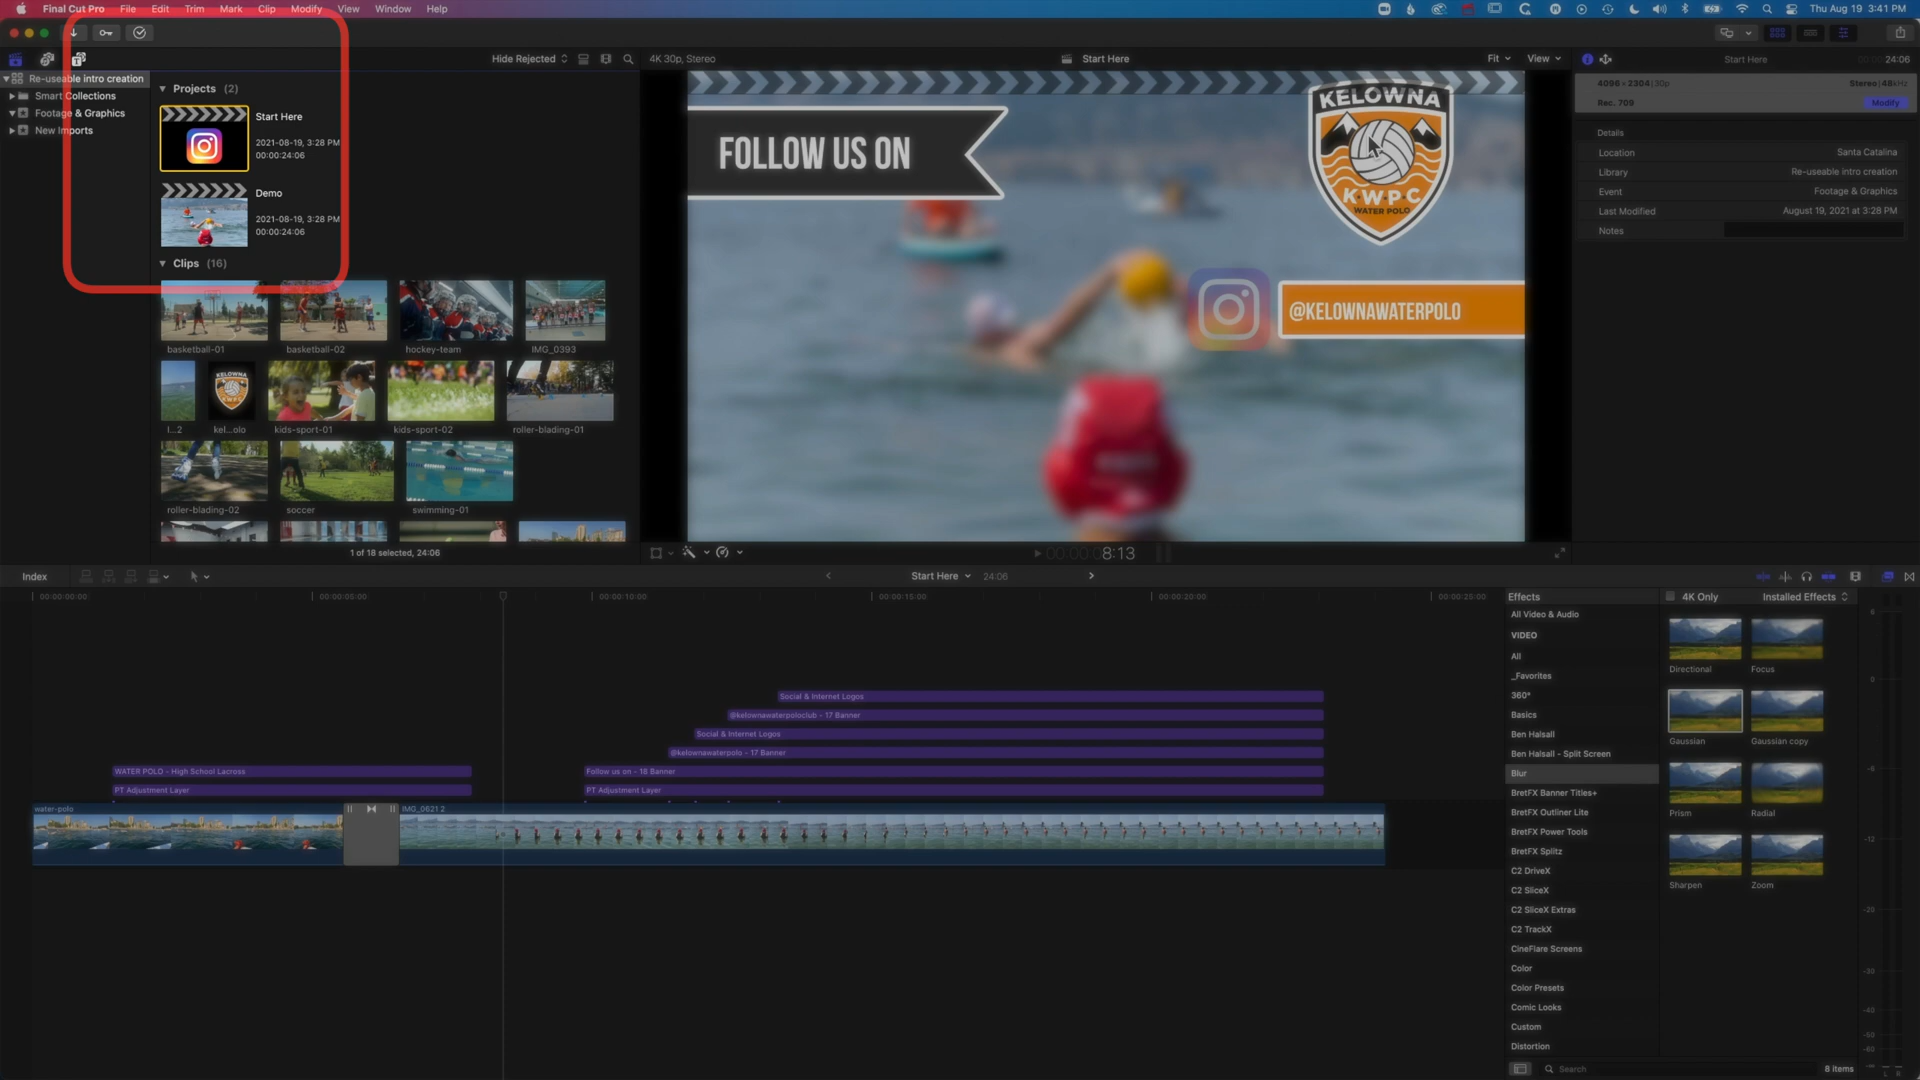 Final Cut Pro File Edit Trim Mark Clip Modify View Window Help
Thu Aug 19 3:41 PM
Hide Rejected
4K 30p, Stereo
Start Here
Fit
View
Start Here
24:06
Re-useable intro creation
Smart Collections
Footage & Graphics
New Imports
Projects (2)
Start Here
2021-08-19, 3:28 PM
00:00:24:06
Demo
2021-08-19, 3:28 PM
00:00:24:06
Clips (16)
basketball-01
basketball-02
hockey-team
IMG_0393
I...2
kel...olo
kids-sport-01
kids-sport-02
roller-blading-01
roller-blading-02
soccer
swimming-01
1 of 18 selected, 24:06
FOLLOW US ON
KELOWNA
K·W·P·C
WATER POLO
@KELOWNAWATERPOLO
8:13
4096 × 2304 | 30p
Stereo | 48kHz
Rec. 709
Modify
Details
Location
Santa Catalina
Library
Re-useable intro creation
Event
Footage & Graphics
Last Modified
August 19, 2021 at 3:28 PM
Notes
Index
Start Here
24:06
00:00:00:00
00:00:05:00
00:00:10:00
00:00:15:00
00:00:20:00
00:00:25:00
Social & Internet Logos
@kelownawaterpoloclub - 17 Banner
Social & Internet Logos
@kelownawaterpolo - 17 Banner
WATER POLO - High School Lacross
Follow us on - 18 Banner
PT Adjustment Layer
PT Adjustment Layer
water-polo
IMG_0621 2
Effects
4K Only
Installed Effects
All Video & Audio
VIDEO
All
_Favorites
360°
Basics
Ben Halsall
Ben Halsall - Split Screen
Blur
BretFX Banner Titles+
BretFX Outliner Lite
BretFX Power Tools
BretFX Splitz
C2 DriveX
C2 SliceX
C2 SliceX Extras
C2 TrackX
CineFlare Screens
Color
Color Presets
Comic Looks
Custom
Distortion
Directional
Focus
Gaussian
Gaussian copy
Prism
Radial
Sharpen
Zoom
6
0
-6
-12
-20
-30
-40
-50
-60
Search
8 items
L R